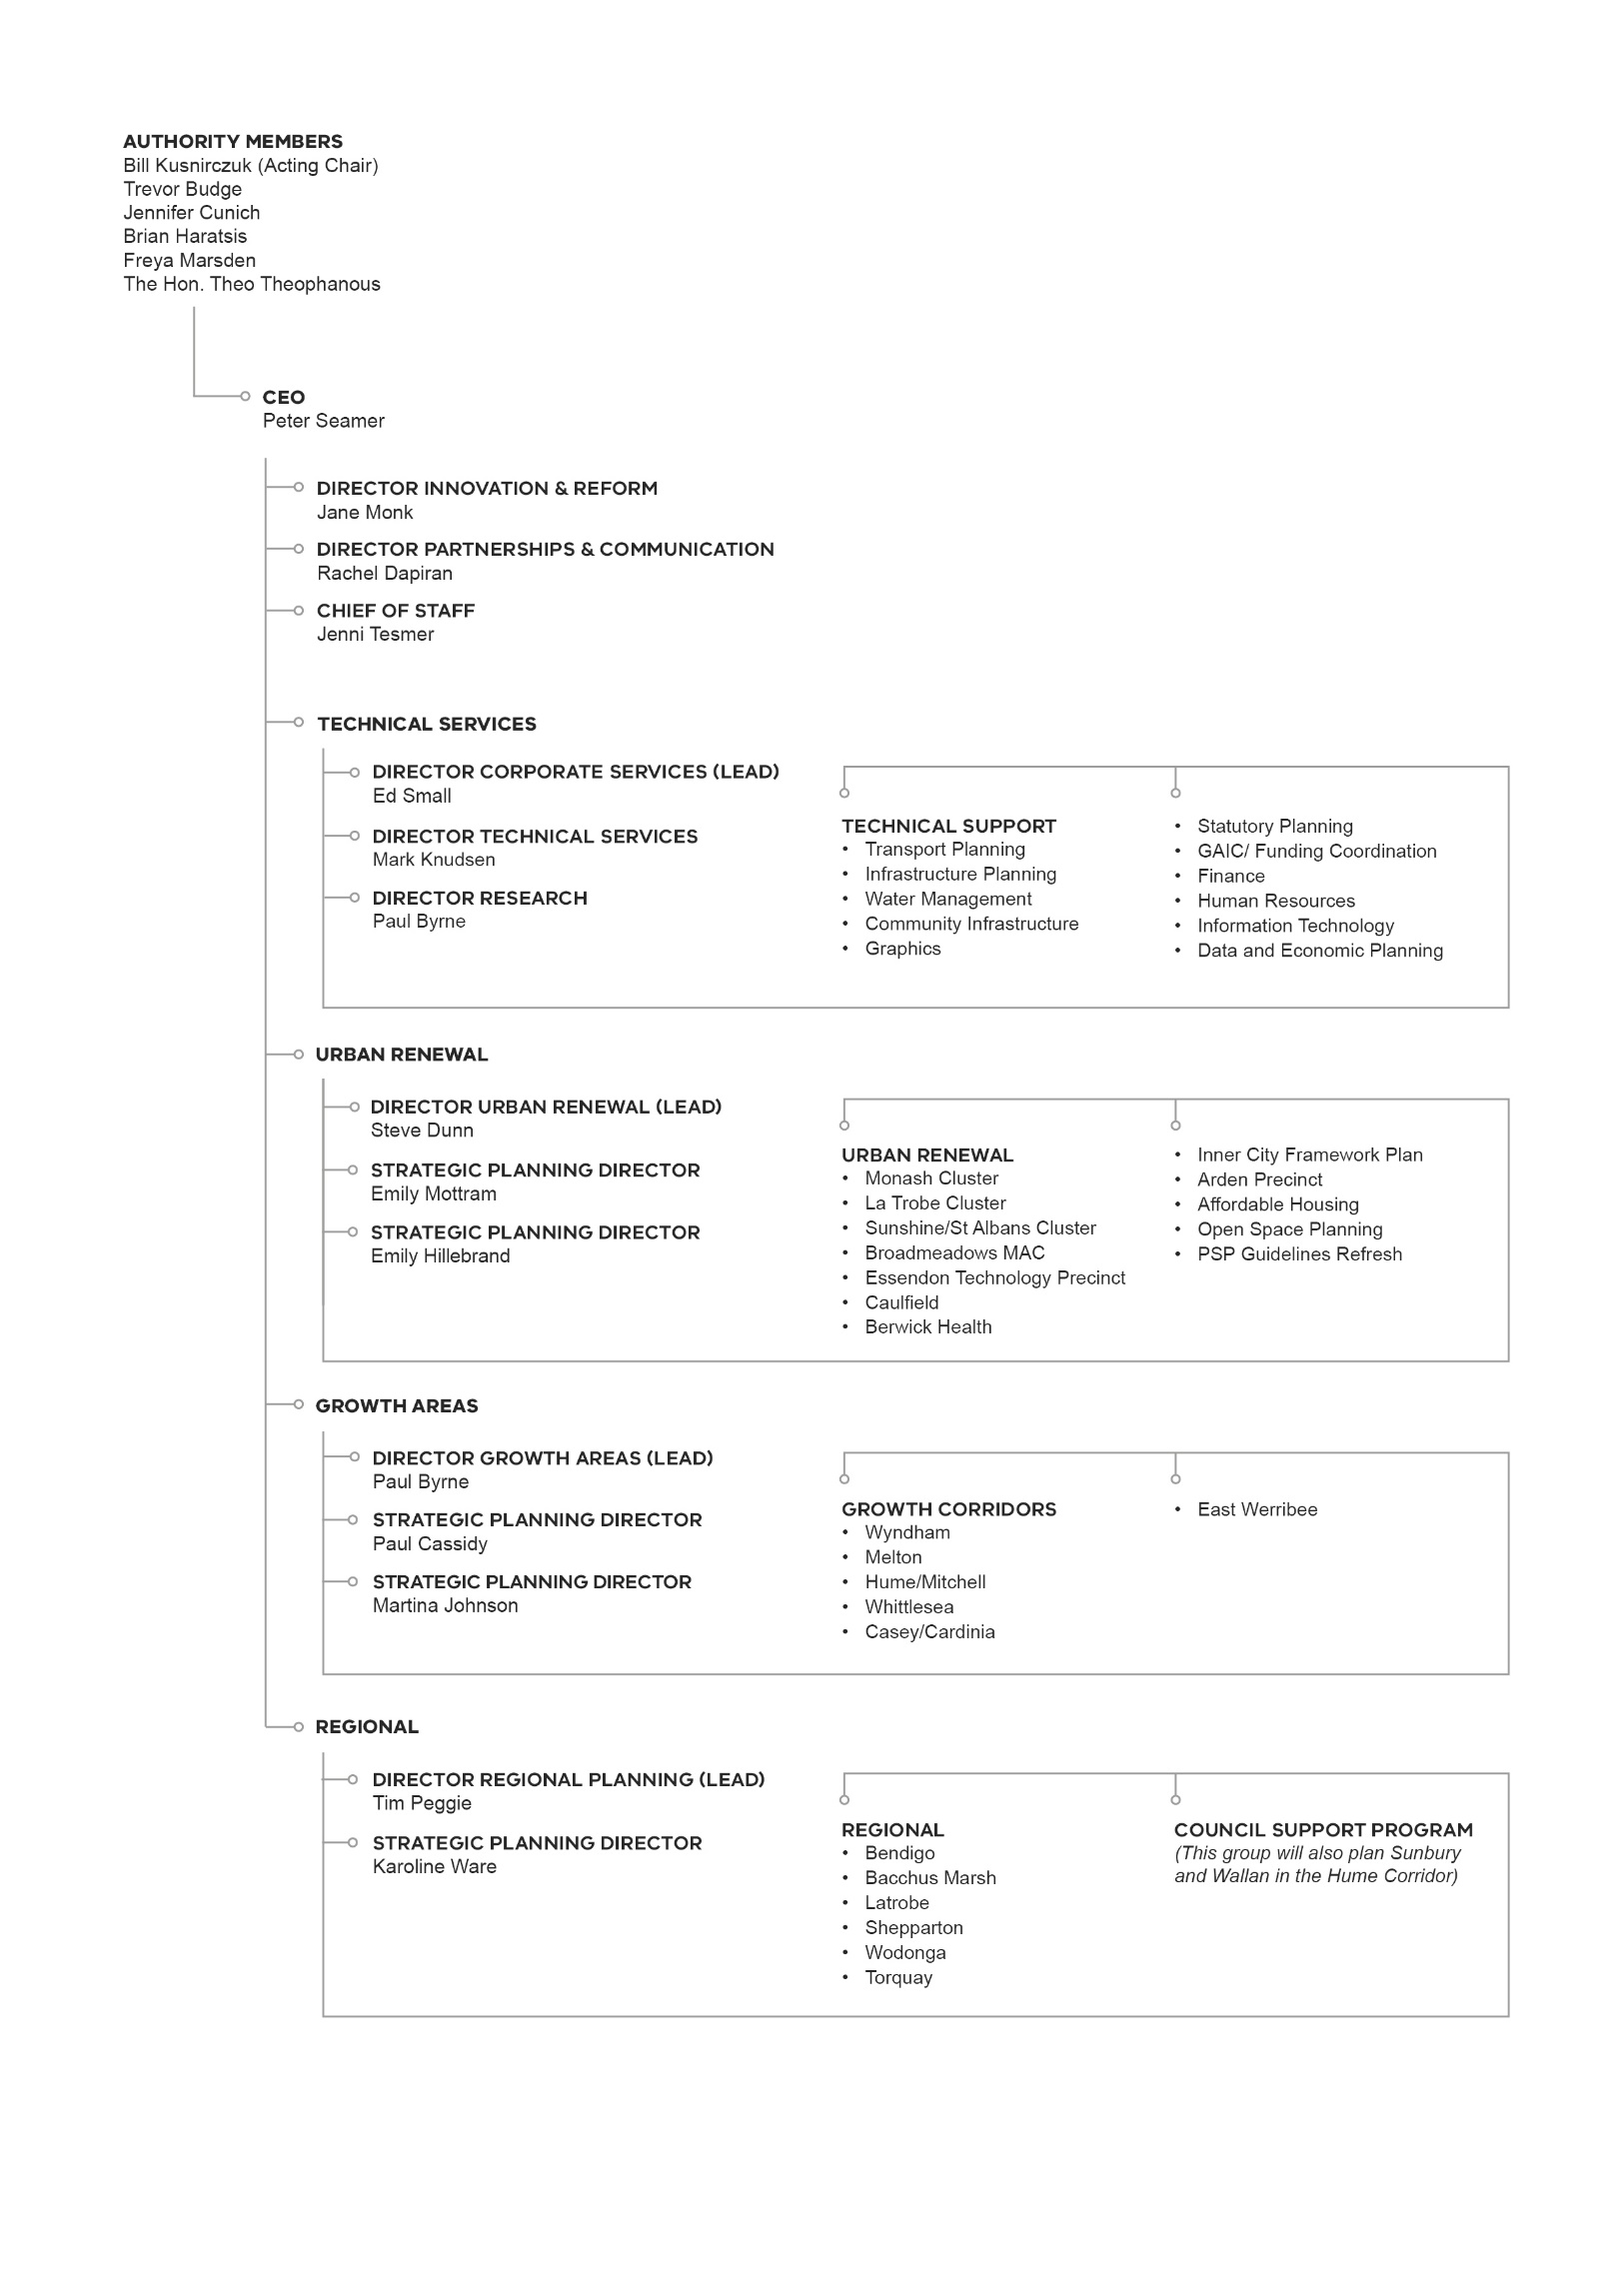 AUTHORITY MEMBERS
Bill Kusnirczuk (Acting Chair)
Trevor Budge
Jennifer Cunich
Brian Haratsis
Freya Marsden
The Hon. Theo Theophanous
CEO
Peter Seamer
DIRECTOR INNOVATION & REFORM
Jane Monk
DIRECTOR PARTNERSHIPS & COMMUNICATION
Rachel Dapiran
CHIEF OF STAFF
Jenni Tesmer
TECHNICAL SERVICES
DIRECTOR CORPORATE SERVICES (LEAD)
Ed Small
DIRECTOR TECHNICAL SERVICES
Mark Knudsen
DIRECTOR RESEARCH
Paul Byrne
TECHNICAL SUPPORT
• Transport Planning
• Infrastructure Planning
• Water Management
• Community Infrastructure
• Graphics
• Statutory Planning
• GAIC/ Funding Coordination
• Finance
• Human Resources
• Information Technology
• Data and Economic Planning
URBAN RENEWAL
DIRECTOR URBAN RENEWAL (LEAD)
Steve Dunn
STRATEGIC PLANNING DIRECTOR
Emily Mottram
STRATEGIC PLANNING DIRECTOR
Emily Hillebrand
URBAN RENEWAL
• Monash Cluster
• La Trobe Cluster
• Sunshine/St Albans Cluster
• Broadmeadows MAC
• Essendon Technology Precinct
• Caulfield
• Berwick Health
• Inner City Framework Plan
• Arden Precinct
• Affordable Housing
• Open Space Planning
• PSP Guidelines Refresh
GROWTH AREAS
DIRECTOR GROWTH AREAS (LEAD)
Paul Byrne
STRATEGIC PLANNING DIRECTOR
Paul Cassidy
STRATEGIC PLANNING DIRECTOR
Martina Johnson
GROWTH CORRIDORS
• Wyndham
• Melton
• Hume/Mitchell
• Whittlesea
• Casey/Cardinia
• East Werribee
REGIONAL
DIRECTOR REGIONAL PLANNING (LEAD)
Tim Peggie
STRATEGIC PLANNING DIRECTOR
Karoline Ware
REGIONAL
• Bendigo
• Bacchus Marsh
• Latrobe
• Shepparton
• Wodonga
• Torquay
COUNCIL SUPPORT PROGRAM
(This group will also plan Sunbury
and Wallan in the Hume Corridor)